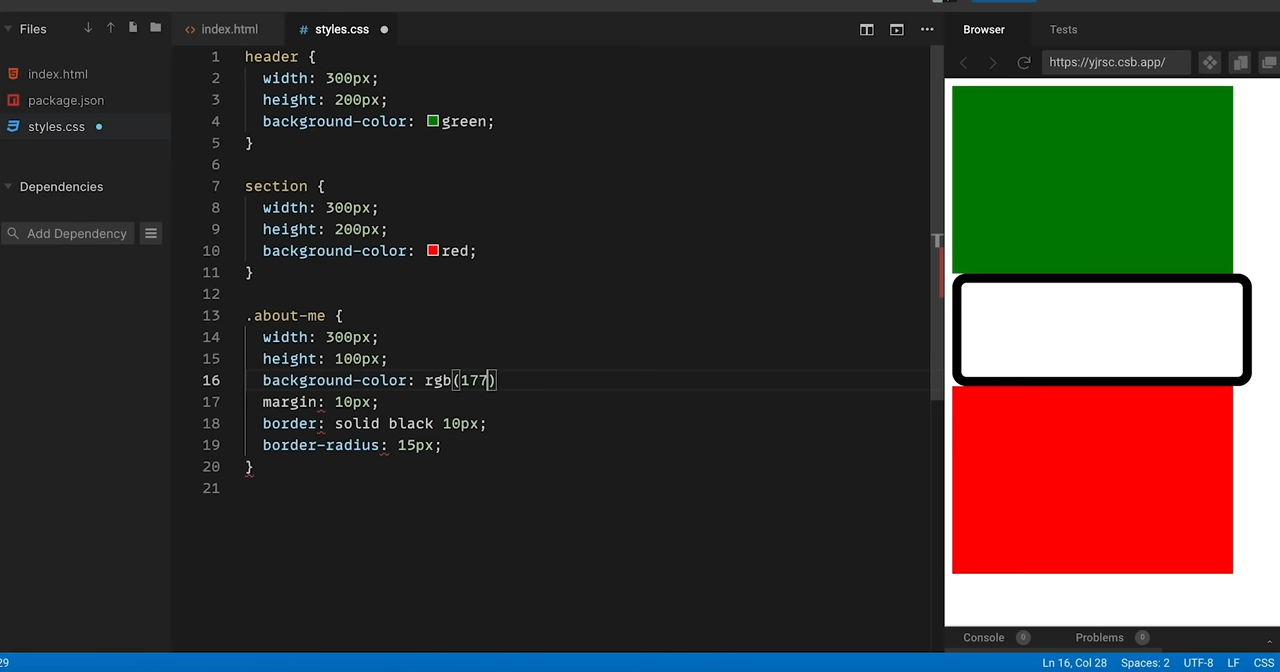 Files
index.html
package.json
styles.css
Dependencies
Add Dependency
<> index.html
# styles.css
1 header {
2 width: 300px;
3 height: 200px;
4 background-color: green;
5 }
6
7 section {
8 width: 300px;
9 height: 200px;
10 background-color: red;
11 }
12
13 .about-me {
14 width: 300px;
15 height: 100px;
16 background-color: rgb(177)
17 margin: 10px;
18 border: solid black 10px;
19 border-radius: 15px;
20 }
21
Browser Tests
https://yjrsc.csb.app/
Console 0 Problems 0
29 Ln 16, Col 28 Spaces: 2 UTF-8 LF CSS